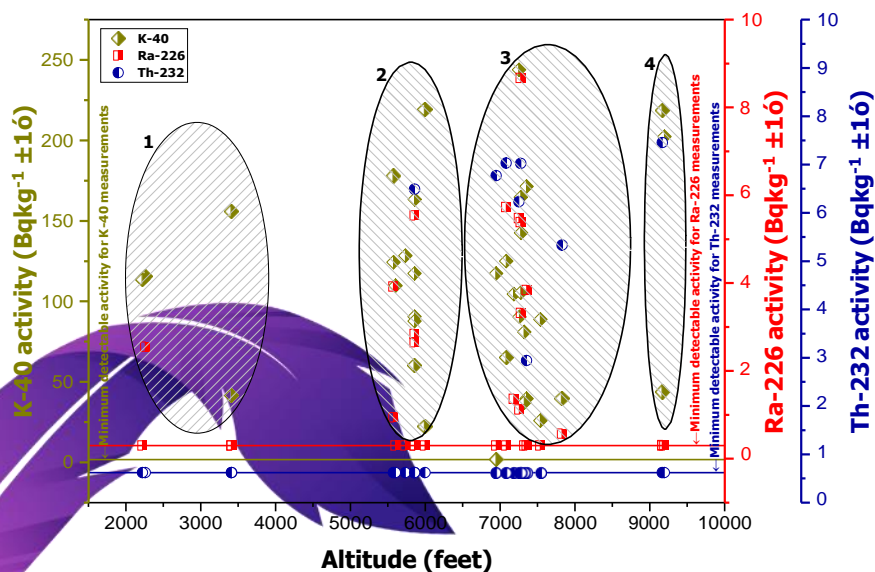 K-40
Ra-226
Th-232
1
2
3
4
K-40 activity (Bqkg⁻¹ ±1ó)
250
200
150
100
50
0
←Minimum detectable activity for K-40 measurements
←Minimum detectable activity for Ra-226 measurements
←Minimum detectable activity for Th-232 measurements
10
8
6
4
2
0
Ra-226 activity (Bqkg⁻¹ ±1ó)
10
9
8
7
6
5
4
3
2
1
0
Th-232 activity (Bqkg⁻¹ ±1ó)
2000 3000 4000 5000 6000 7000 8000 9000 10000
Altitude (feet)